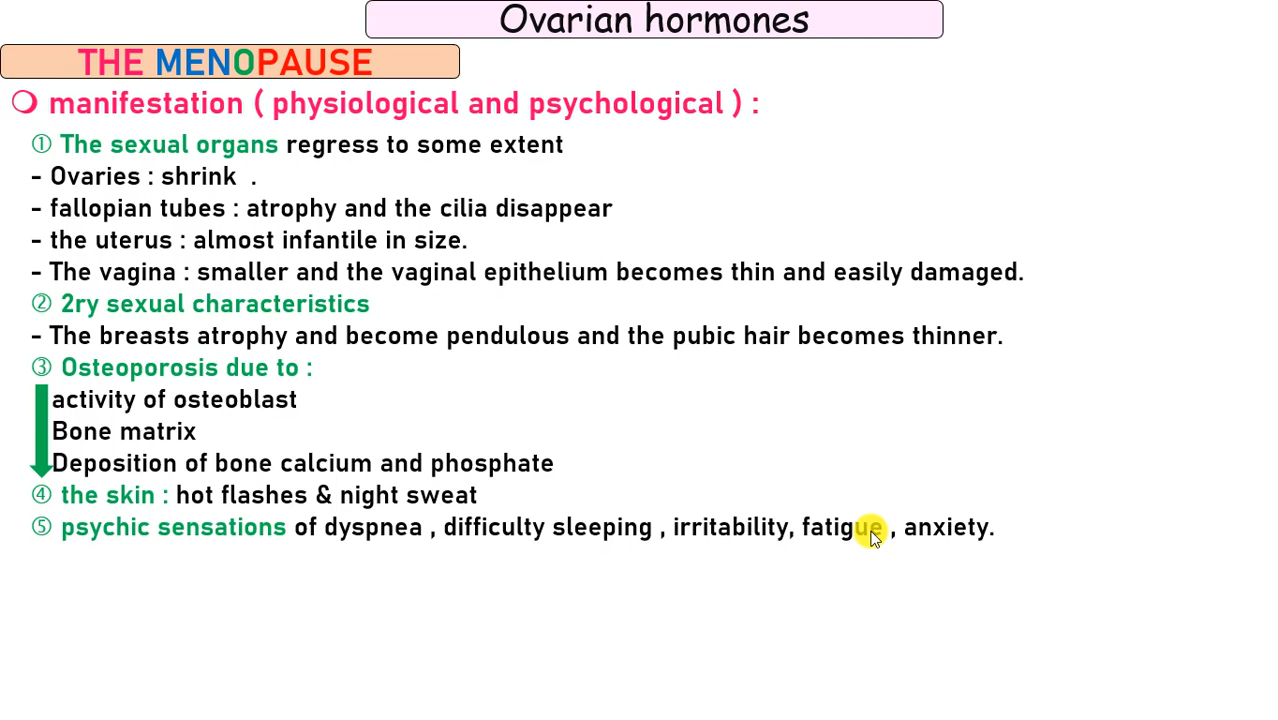 Ovarian hormones
THE MENOPAUSE
❍ manifestation ( physiological and psychological ) :
① The sexual organs regress to some extent
- Ovaries : shrink .
- fallopian tubes : atrophy and the cilia disappear
- the uterus : almost infantile in size.
- The vagina : smaller and the vaginal epithelium becomes thin and easily damaged.
② 2ry sexual characteristics
- The breasts atrophy and become pendulous and the pubic hair becomes thinner.
③ Osteoporosis due to :
activity of osteoblast
Bone matrix
Deposition of bone calcium and phosphate
④ the skin : hot flashes & night sweat
⑤ psychic sensations of dyspnea , difficulty sleeping , irritability, fatigue , anxiety.